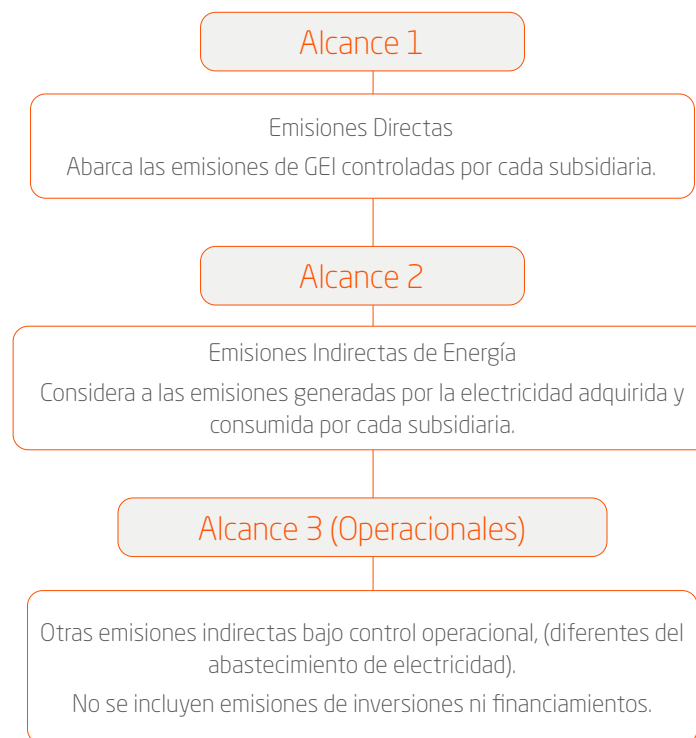 Alcance 1
Emisiones Directas
Abarca las emisiones de GEI controladas por cada subsidiaria.
Alcance 2
Emisiones Indirectas de Energía
Considera a las emisiones generadas por la electricidad adquirida y
consumida por cada subsidiaria.
Alcance 3 (Operacionales)
Otras emisiones indirectas bajo control operacional, (diferentes del
abastecimiento de electricidad).
No se incluyen emisiones de inversiones ni financiamientos.